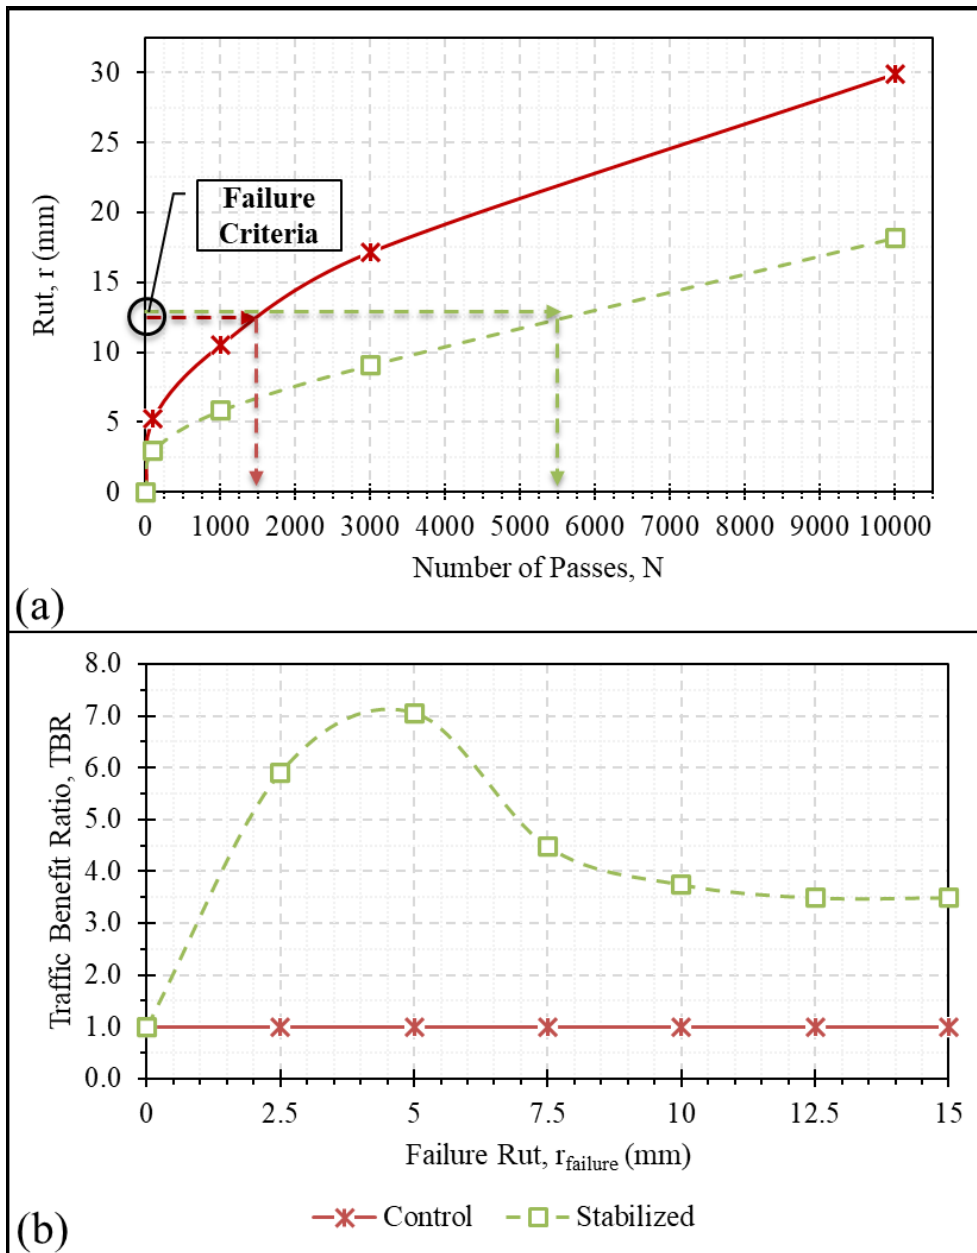 30
25
20
15
10
5
0
Rut, r (mm)
Failure
Criteria
0 1000 2000 3000 4000 5000 6000 7000 8000 9000 10000
Number of Passes, N
(a)
8.0
7.0
6.0
5.0
4.0
3.0
2.0
1.0
0.0
Traffic Benefit Ratio, TBR
0 2.5 5 7.5 10 12.5 15
Failure Rut, rfailure (mm)
(b)
Control Stabilized